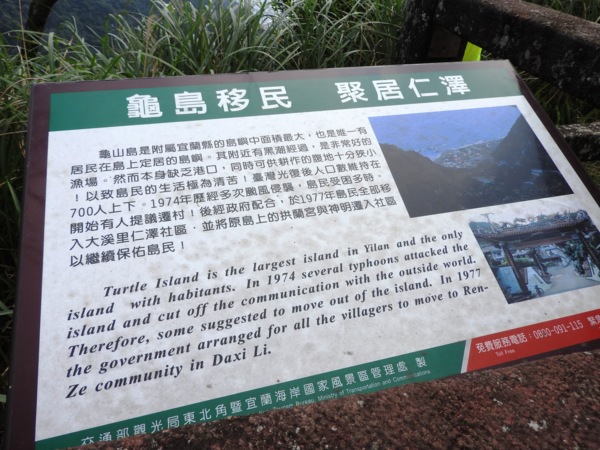 龜島移民 聚居仁澤
龜山島是附屬宜蘭縣的島嶼中面積最大，也是唯一有
居民在島上定居的島嶼。其附近有黑潮經過，是非常好的
漁場。然而本身缺乏港口，同時可供耕作的腹地十分狹小
！以致島民的生活極為清苦！臺灣光復後人口數維持在
700人上下。1974年歷經多次颱風侵襲，島民受困多時，
開始有人提議遷村！後經政府配合，於1977年島民全部移
入大溪里仁澤社區，並將原島上的拱蘭宮與神明遷入社區
以繼續保佑島民！
Turtle Island is the largest island in Yilan and the only
island with habitants. In 1974 several typhoons attacked the
island and cut off the communication with the outside world.
Therefore, some suggested to move out of the island. In 1977
the government arranged for all the villagers to move to Ren-
Ze community in Daxi Li.
免費服務電話：0800-091-115 緊
Toll Free
交通部觀光局東北角暨宜蘭海岸國家風景區管理處 製
Tourism Bureau, Ministry of Transportation and Communications